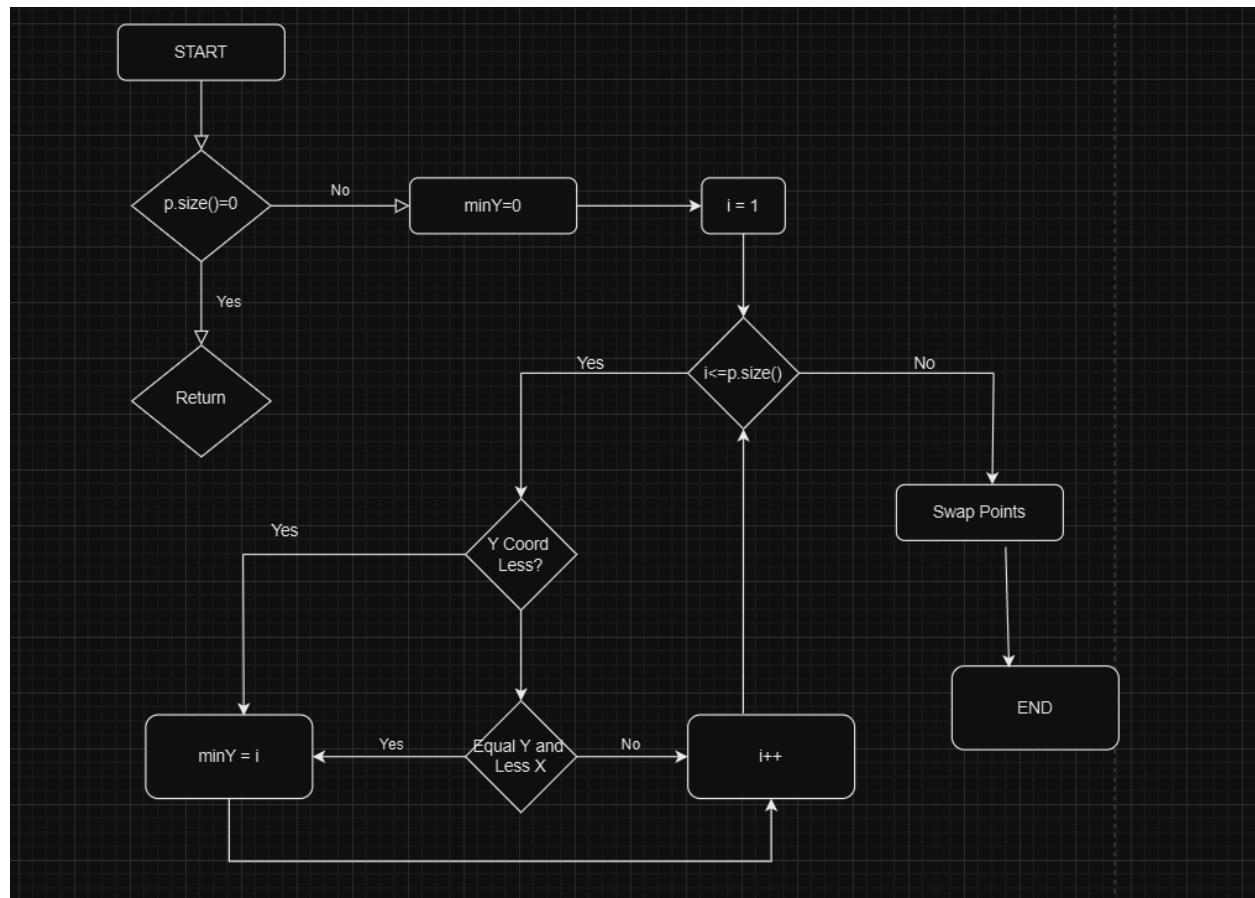 START
p.size()=0
No
minY=0
i = 1
Yes
Return
Yes
i<=p.size()
No
Swap Points
END
Y Coord
Less?
Yes
Equal Y and
Less X
Yes
minY = i
No
i++